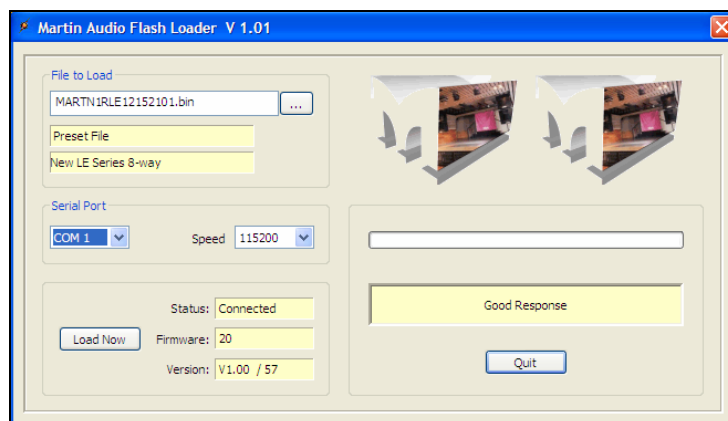 Martin Audio Flash Loader V 1.01
File to Load
MARTN1RLE12152101.bin
...
Preset File
New LE Series 8-way
Serial Port
COM 1
Speed
115200
Status: Connected
Load Now
Firmware: 20
Version: V1.00 / 57
Good Response
Quit